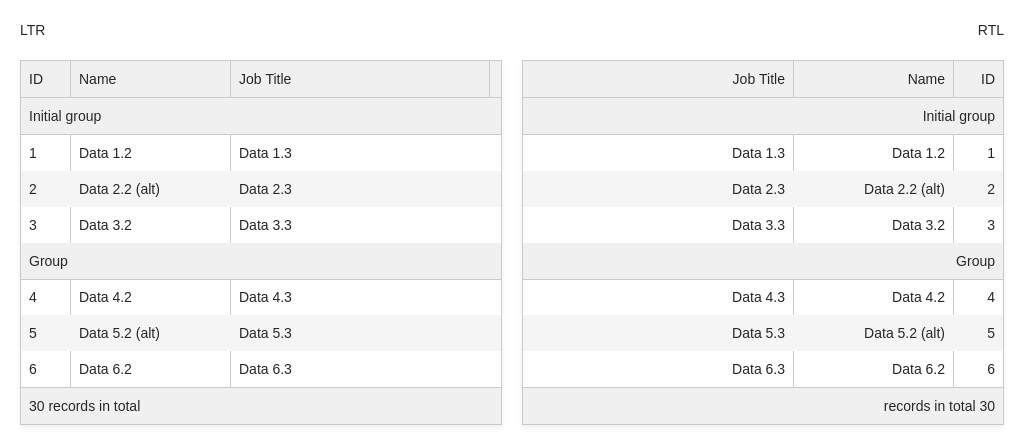 LTR
ID Name Job Title
Initial group
1 Data 1.2 Data 1.3
2 Data 2.2 (alt) Data 2.3
3 Data 3.2 Data 3.3
Group
4 Data 4.2 Data 4.3
5 Data 5.2 (alt) Data 5.3
6 Data 6.2 Data 6.3
30 records in total
RTL
Job Title Name ID
Initial group
Data 1.3 Data 1.2 1
Data 2.3 Data 2.2 (alt) 2
Data 3.3 Data 3.2 3
Group
Data 4.3 Data 4.2 4
Data 5.3 Data 5.2 (alt) 5
Data 6.3 Data 6.2 6
records in total 30